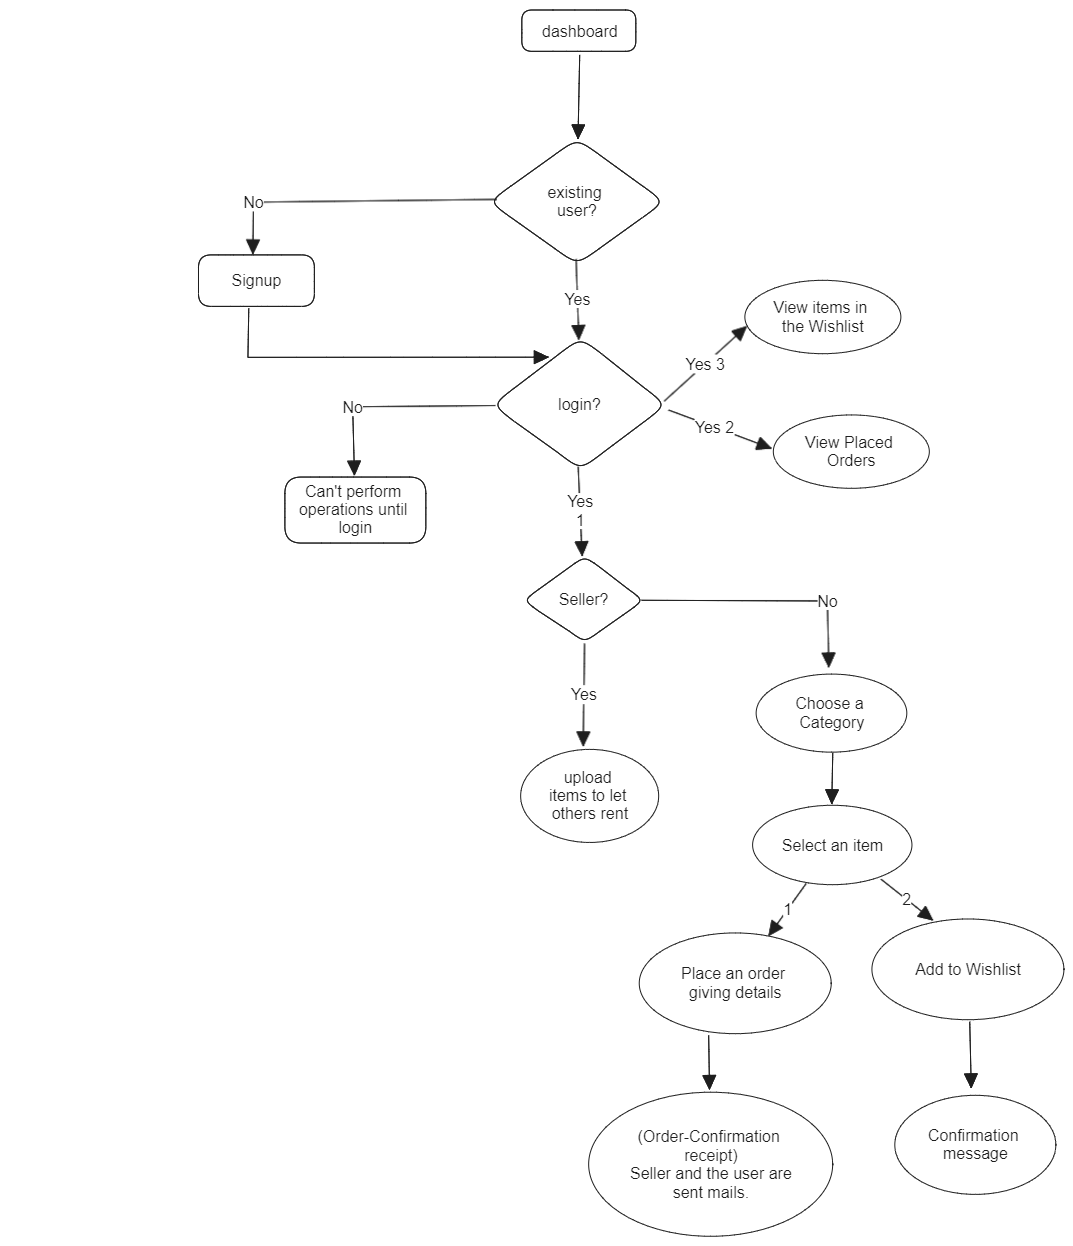 dashboard
existing
user?
No
Signup
Yes
View items in
the Wishlist
Yes 3
login?
No
Yes 2
View Placed
Orders
Can't perform
operations until
login
Yes
1
Seller?
No
Yes
Choose a
Category
upload
items to let
others rent
Select an item
1
2
Place an order
giving details
Add to Wishlist
(Order-Confirmation
receipt)
Seller and the user are
sent mails.
Confirmation
message